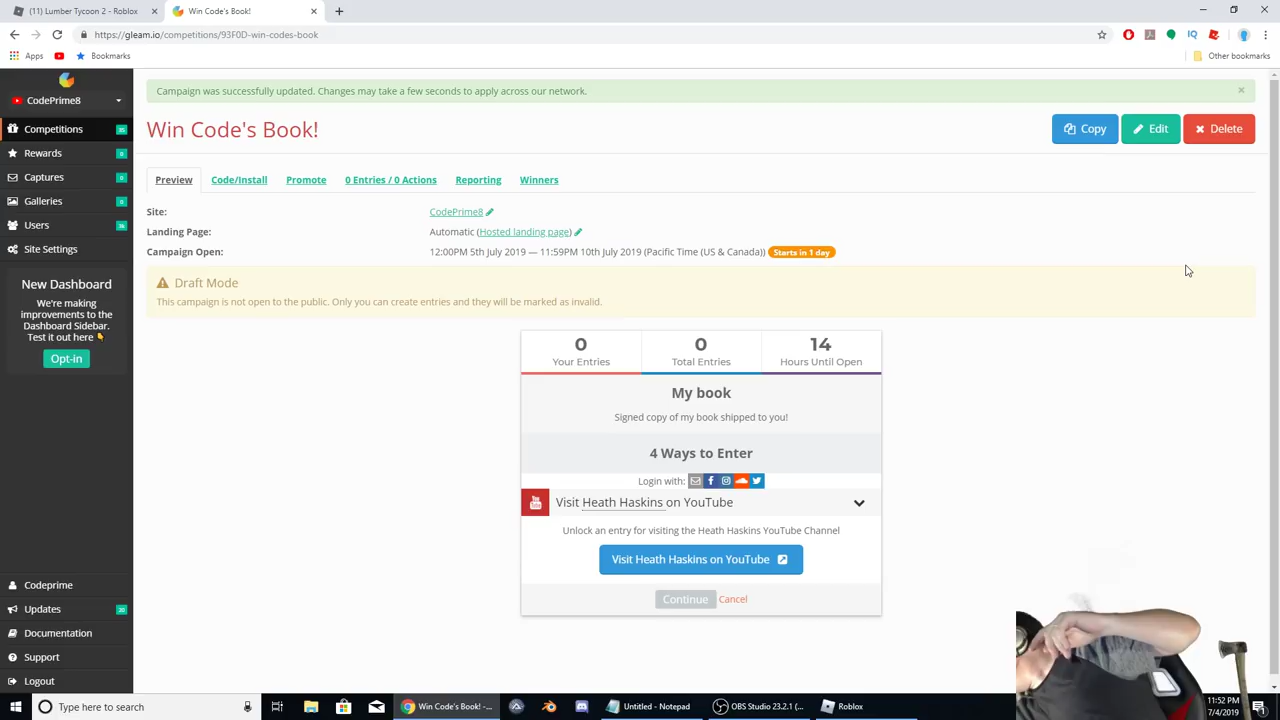 (11) Lumber Tycoon 2 - Roblox
Win Code's Book!
https://gleam.io/competitions/93F0D-win-codes-book
Apps
Bookmarks
Other bookmarks
CodePrime8
Competitions 85
Rewards 0
Captures 0
Galleries 0
Users
Site Settings
New Dashboard
We're making
improvements to the
Dashboard Sidebar.
Test it out here 👇
Opt-in
Codeprime
Updates 20
Documentation
Support
Logout
Campaign was successfully updated. Changes may take a few seconds to apply across our network.
Win Code's Book!
Copy
Edit
Delete
Preview
Code/Install
Promote
0 Entries / 0 Actions
Reporting
Winners
Site: CodePrime8
Landing Page: Automatic (Hosted landing page)
Campaign Open: 12:00PM 5th July 2019 — 11:59PM 10th July 2019 (Pacific Time (US & Canada)) Starts in 1 day
Draft Mode
This campaign is not open to the public. Only you can create entries and they will be marked as invalid.
0 0 14
Your Entries Total Entries Hours Until Open
My book
Signed copy of my book shipped to you!
4 Ways to Enter
Login with:
Visit Heath Haskins on YouTube
Unlock an entry for visiting the Heath Haskins YouTube Channel
Visit Heath Haskins on YouTube
Continue Cancel
Type here to search
Win Code's Book! -...
Untitled - Notepad
OBS Studio 23.2.1 (...
Roblox
11:52 PM
7/4/2019